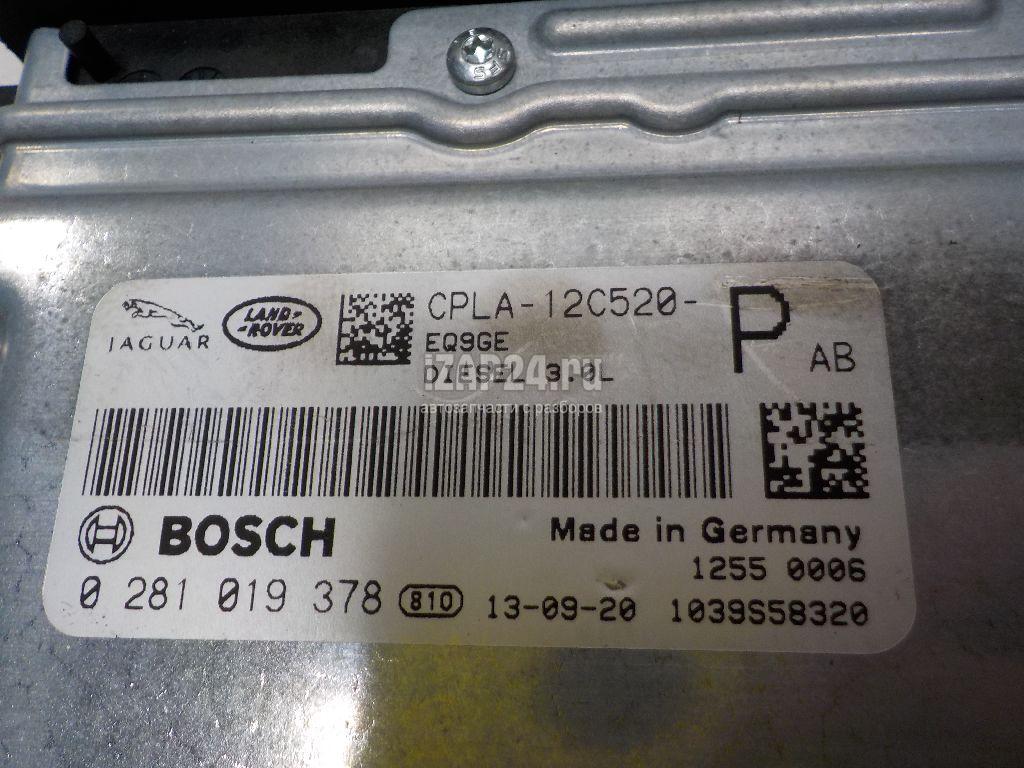 SFS
JAGUAR
LAND-
-ROVER
CPLA-12C520-
P
AB
EQ9GE
DIESEL 3.0L
iZAP24.ru
автозапчасти с разборов
BOSCH
Made in Germany
1255 0006
0 281 019 378 810 13-09-20 1039S58320